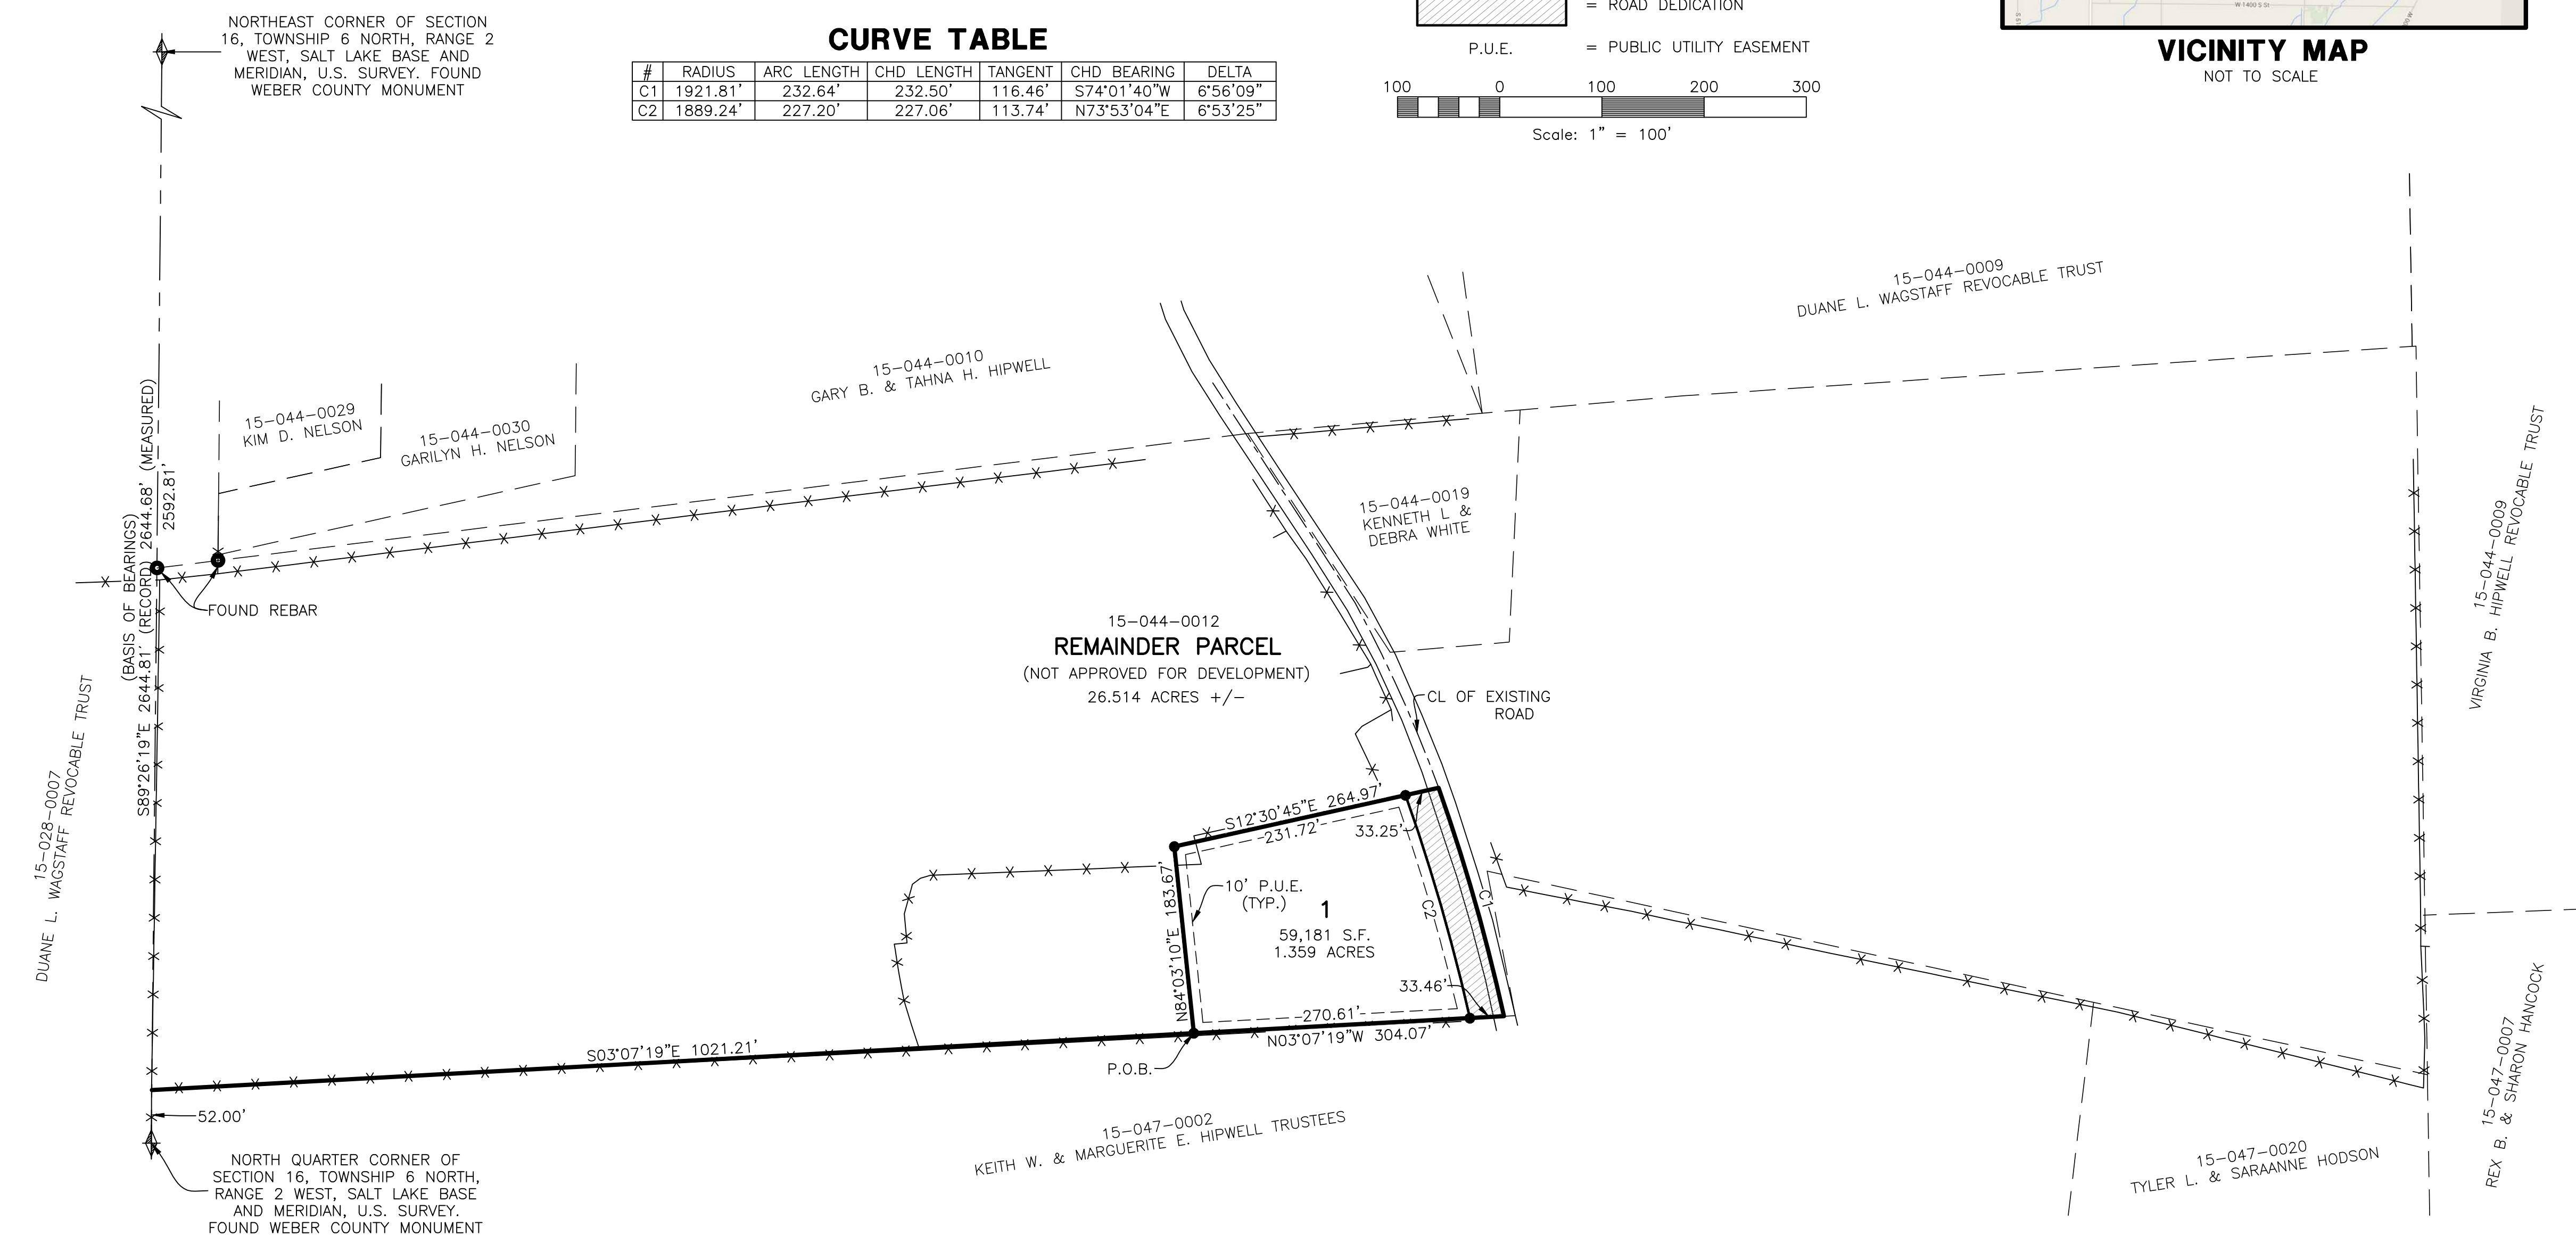 NORTHEAST CORNER OF SECTION
16, TOWNSHIP 6 NORTH, RANGE 2
WEST, SALT LAKE BASE AND
MERIDIAN, U.S. SURVEY. FOUND
WEBER COUNTY MONUMENT
CURVE TABLE
# RADIUS ARC LENGTH CHD LENGTH TANGENT CHD BEARING DELTA
C1 1921.81' 232.64' 232.50' 116.46' S74°01'40"W 6°56'09"
C2 1889.24' 227.20' 227.06' 113.74' N73°53'04"E 6°53'25"
= ROAD DEDICATION
P.U.E. = PUBLIC UTILITY EASEMENT
100 0 100 200 300
Scale: 1" = 100'
W 1400 S St
VICINITY MAP
NOT TO SCALE
15-044-0009
DUANE L. WAGSTAFF REVOCABLE TRUST
15-044-0010
GARY B. & TAHNA H. HIPWELL
15-044-0029
KIM D. NELSON
15-044-0030
GARILYN H. NELSON
(BASIS OF BEARINGS)
S89°26'19"E 2644.81' (RECORD) 2644.68' (MEASURED)
2592.81'
FOUND REBAR
15-044-0019
KENNETH L &
DEBRA WHITE
15-044-0009
VIRGINIA B. HIPWELL REVOCABLE TRUST
15-044-0012
REMAINDER PARCEL
(NOT APPROVED FOR DEVELOPMENT)
26.514 ACRES +/-
CL OF EXISTING
ROAD
15-028-0007
DUANE L. WAGSTAFF REVOCABLE TRUST
S12°30'45"E 264.97'
231.72'
33.25'
N84°03'10"E 183.67'
10' P.U.E.
(TYP.)
1
59,181 S.F.
1.359 ACRES
C2
C1
33.46'
270.61'
N03°07'19"W 304.07'
S03°07'19"E 1021.21'
P.O.B.
52.00'
15-047-0002
KEITH W. & MARGUERITE E. HIPWELL TRUSTEES
15-047-0020
TYLER L. & SARAANNE HODSON
15-047-0007
REX B. & SHARON HANCOCK
NORTH QUARTER CORNER OF
SECTION 16, TOWNSHIP 6 NORTH,
RANGE 2 WEST, SALT LAKE BASE
AND MERIDIAN, U.S. SURVEY.
FOUND WEBER COUNTY MONUMENT